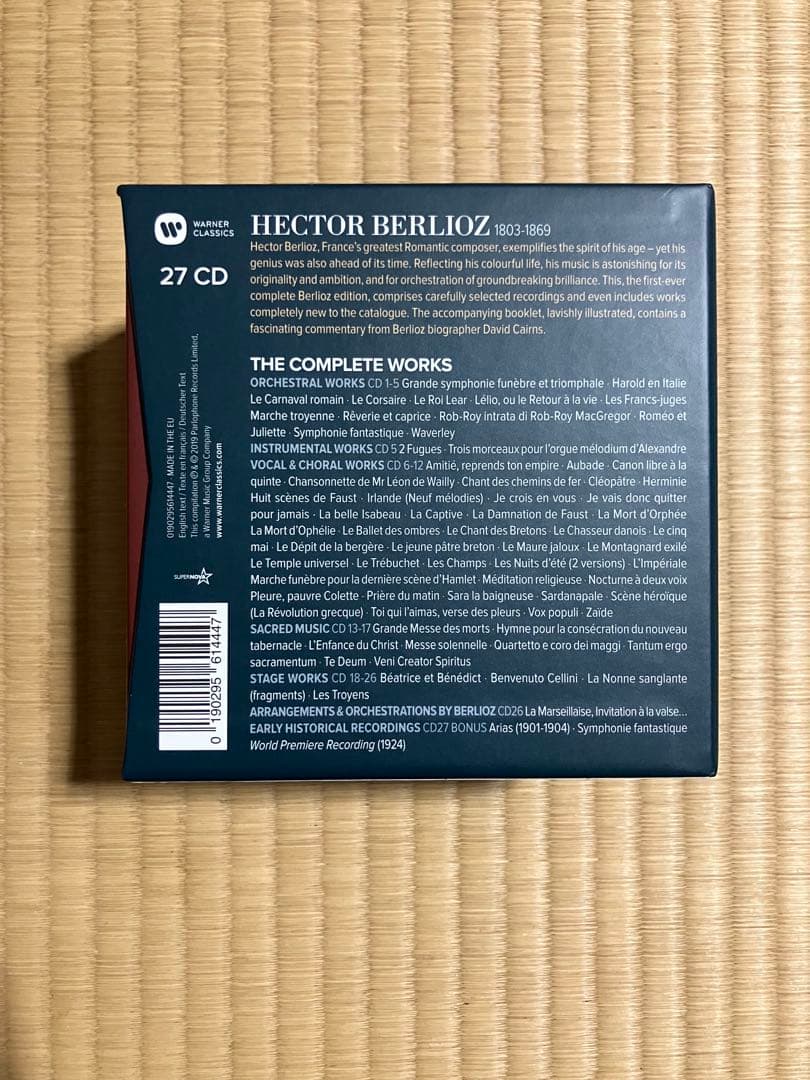 WARNER
CLASSICS
27 CD
HECTOR BERLIOZ 1803-1869
Hector Berlioz, France's greatest Romantic composer, exemplifies the spirit of his age – yet his
genius was also ahead of its time. Reflecting his colourful life, his music is astonishing for its
originality and ambition, and for orchestration of groundbreaking brilliance. This, the first-ever
complete Berlioz edition, comprises carefully selected recordings and even includes works
completely new to the catalogue. The accompanying booklet, lavishly illustrated, contains a
fascinating commentary from Berlioz biographer David Cairns.
THE COMPLETE WORKS
ORCHESTRAL WORKS CD 1-5 Grande symphonie funèbre et triomphale · Harold en Italie
Le Carnaval romain · Le Corsaire · Le Roi Lear · Lélio, ou le Retour à la vie · Les Francs-juges
Marche troyenne · Rêverie et caprice · Rob-Roy intrata di Rob-Roy MacGregor · Roméo et
Juliette · Symphonie fantastique · Waverley
INSTRUMENTAL WORKS CD 5 2 Fugues · Trois morceaux pour l'orgue mélodium d'Alexandre
VOCAL & CHORAL WORKS CD 6-12 Amitié, reprends ton empire · Aubade · Canon libre à la
quinte · Chansonnette de Mr Léon de Wailly · Chant des chemins de fer · Cléopâtre · Herminie
Huit scènes de Faust · Irlande (Neuf mélodies) · Je crois en vous · Je vais donc quitter
pour jamais · La belle Isabeau · La Captive · La Damnation de Faust · La Mort d'Orphée
La Mort d'Ophélie · Le Ballet des ombres · Le Chant des Bretons · Le Chasseur danois · Le cinq
mai · Le Dépit de la bergère · Le jeune pâtre breton · Le Maure jaloux · Le Montagnard exilé
Le Temple universel · Le Trébuchet · Les Champs · Les Nuits d'été (2 versions) · L'Impériale
Marche funèbre pour la dernière scène d'Hamlet · Méditation religieuse · Nocturne à deux voix
Pleure, pauvre Colette · Prière du matin · Sara la baigneuse · Sardanapale · Scène héroïque
(La Révolution grecque) · Toi qui l'aimas, verse des pleurs · Vox populi · Zaïde
SACRED MUSIC CD 13-17 Grande Messe des morts · Hymne pour la consécration du nouveau
tabernacle · L'Enfance du Christ · Messe solennelle · Quartetto e coro dei maggi · Tantum ergo
sacramentum · Te Deum · Veni Creator Spiritus
STAGE WORKS CD 18-26 Béatrice et Bénédict · Benvenuto Cellini · La Nonne sanglante
(fragments) · Les Troyens
ARRANGEMENTS & ORCHESTRATIONS BY BERLIOZ CD26 La Marseillaise, Invitation à la valse...
EARLY HISTORICAL RECORDINGS CD27 BONUS Arias (1901-1904) · Symphonie fantastique
World Premiere Recording (1924)
0190295614447 · MADE IN THE EU
English text / Texte en français / Deutscher Text
This compilation ℗ & © 2019 Parlophone Records Limited,
a Warner Music Group Company
www.warnerclassics.com
SUPERNOVA 7
0 190295 614447